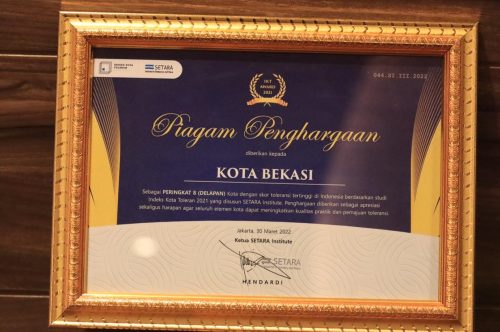 SETARA
044.SI.III.2022
IKT
AWARD
2021
Piagam Penghargaan
diberikan kepada
KOTA BEKASI
Sebagai PERINGKAT 8 (DELAPAN) Kota dengan skor toleransi tertinggi di Indonesia berdasarkan studi
Indeks Kota Toleran 2021 yang disusun SETARA Institute. Penghargaan diberikan sebagai apresiasi
sekaligus harapan agar seluruh elemen kota dapat meningkatkan kualitas praktik dan pemajuan toleransi.
Jakarta, 30 Maret 2022
Ketua SETARA Institute
SETARA
HENDARDI